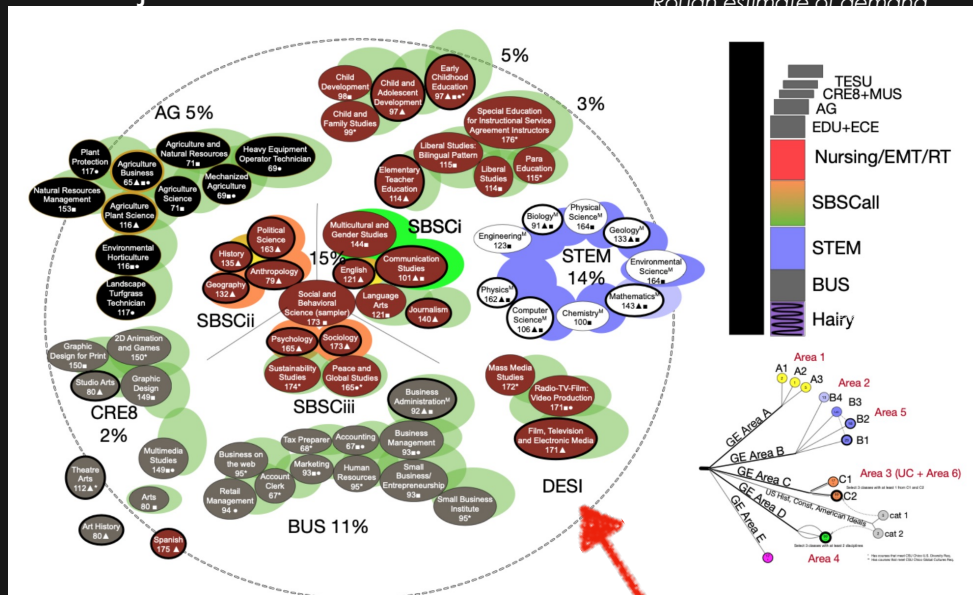 Rough estimate of demand
5%
3%
AG 5%
Child
Development
98■
Child and
Adolescent
Development
97▲
Early
Childhood
Education
97▲■●*
Child and
Family Studies
99*
Special Education
for Instructional Service
Agreement Instructors
176*
Liberal Studies:
Bilingual Pattern
115■
Liberal
Studies
114■
Para
Education
115*
Elementary
Teacher
Education
114▲
Plant
Protection
117●
Agriculture
Business
65▲■●
Agriculture
and Natural Resources
71■
Heavy Equipment
Operator Technician
69●
Mechanized
Agriculture
69■●
Agriculture
Science
71■
Natural Resources
Management
153■
Agriculture
Plant Science
116▲
Environmental
Horticulture
116■●
Landscape
Turfgrass
Technician
117●
Political
Science
163▲
History
135▲
Anthropology
79▲
Geography
132▲
SBSCii
15%
Multicultural and
Gender Studies
144■
SBSCi
English
121▲
Communication
Studies
101▲■
Language
Arts
121■
Journalism
140▲
Social and
Behavioral
Science (sampler)
173■
Psychology
165▲
Sociology
173▲
Sustainability
Studies
174*
Peace and
Global Studies
165●*
SBSCiii
Biologyᴹ
91▲■
Physical
Scienceᴹ
164■
Geologyᴹ
133▲■
Engineeringᴹ
123■
STEM
14%
Environmental
Scienceᴹ
164■
Physicsᴹ
162▲■
Mathematicsᴹ
143▲■
Computer
Scienceᴹ
106▲■
Chemistryᴹ
100■
2D Animation
and Games
150*
Graphic
Design for Print
150■
Studio Arts
80▲
Graphic
Design
149■
CRE8
2%
Multimedia
Studies
149■●
Theatre
Arts
112▲*
Arts
80■
Art History
80▲
Spanish
175▲
Business
Administrationᴹ
92▲■
Tax Preparer
68*
Accounting
67■●
Business
Management
93■●
Business on
the web
95*
Marketing
93■●
Account
Clerk
67*
Human
Resources
95*
Small
Business/
Entrepreneurship
93■
Retail
Management
94●
Small Business
Institute
95*
BUS 11%
Mass Media
Studies
172*
Radio-TV-Film:
Video Production
171■●
Film, Television
and Electronic Media
171▲
DESI
TESU
CRE8+MUS
AG
EDU+ECE
Nursing/EMT/RT
SBSCall
STEM
BUS
Hairy
Area 1
A1
A2
A3
Area 2
B4
B3
Area 5
B2
B1
GE Area A
GE Area B
Area 3 (UC + Area 6)
GE Area C
C1
C2
US Hist, Const, American Ideals
GE Area D
cat 1
cat 2
GE Area E
Area 4